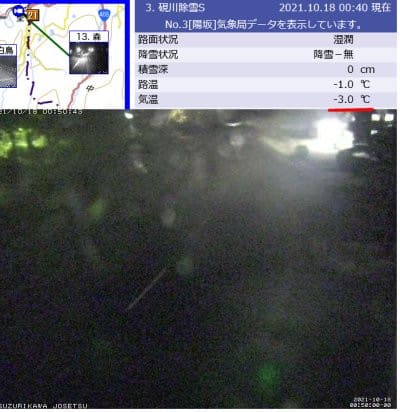 白鳥
21
13. 森
中
21/10/18 00:50:43
3. 硯川除雪S 2021.10.18 00:40 現在
No.3[陽坂]気象局データを表示しています。
路面状況 湿潤
降雪状況 降雪－無
積雪深 0 cm
路温 -1.0 ℃
気温 -3.0 ℃
SUZURIKAWA JOSETSU
2021-10-18
00:50:00-00